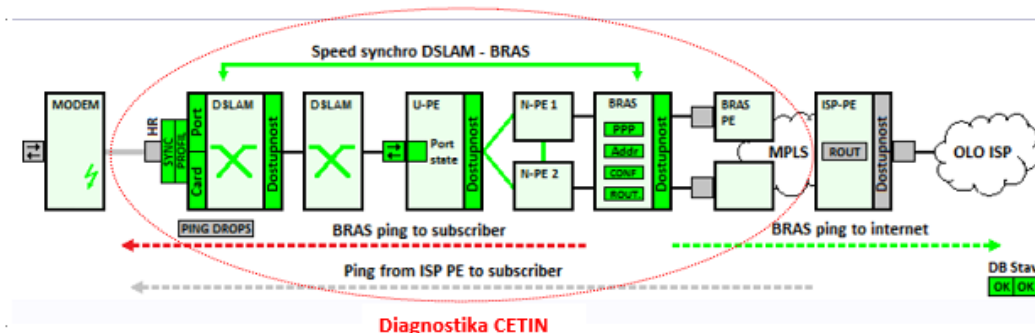 Speed synchro DSLAM - BRAS
MODEM
HR
SYNC
PROFIL
Card
Port
DSLAM
Dostupnost
DSLAM
U-PE
Port
state
Dostupnost
N-PE 1
N-PE 2
BRAS
PPP
Addr
CONF
ROUT.
Dostupnost
BRAS
PE
MPLS
ISP-PE
ROUT
Dostupnost
OLO ISP
PING DROPS
BRAS ping to subscriber
BRAS ping to internet
Ping from ISP PE to subscriber
DB Stav
OK OK
Diagnostika CETIN